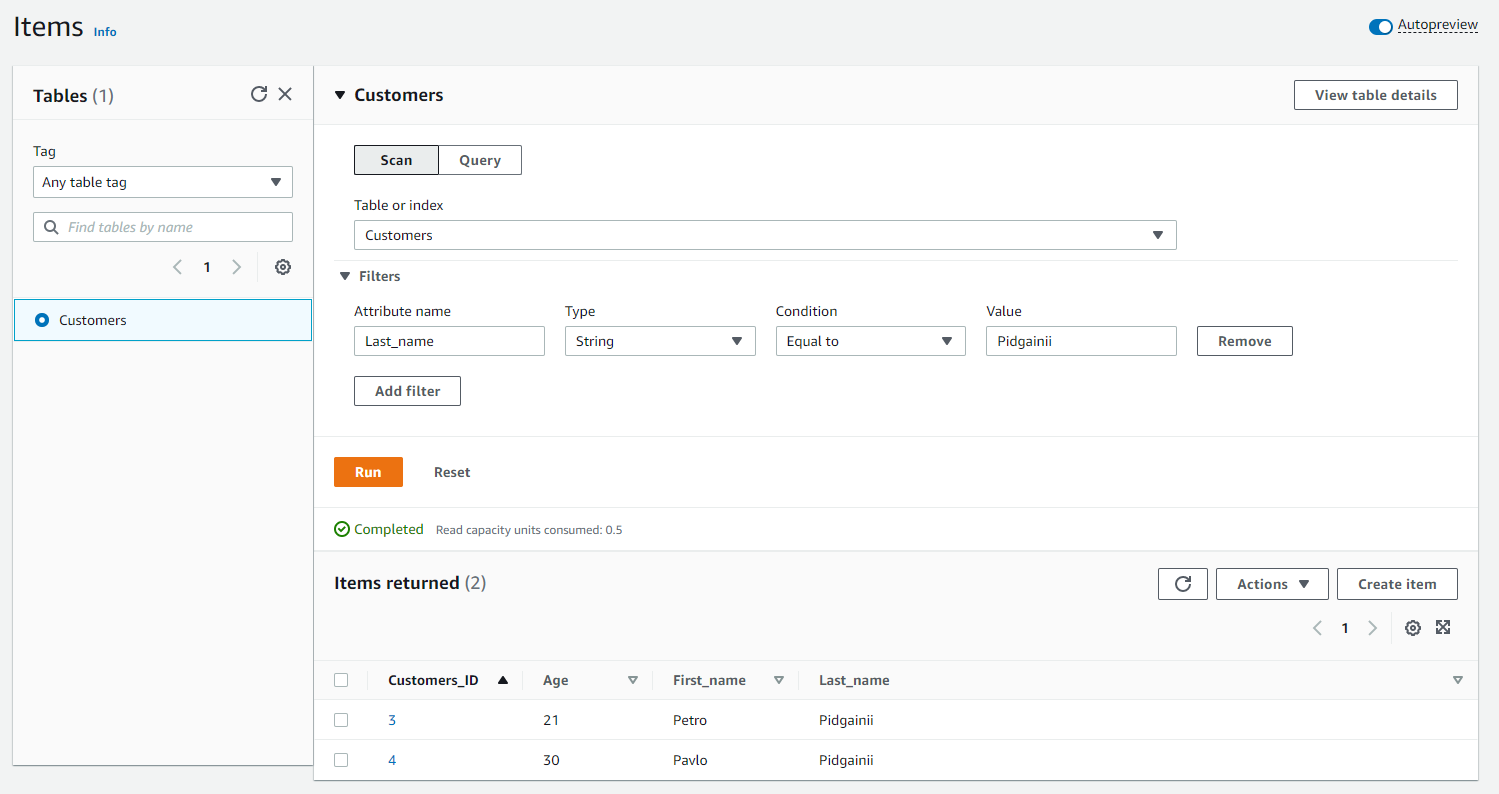 Items Info
Autopreview
Tables (1)
Tag
Any table tag
Find tables by name
1
Customers
Customers
View table details
Scan Query
Table or index
Customers
Filters
Attribute name Type Condition Value
Last_name String Equal to Pidgainii Remove
Add filter
Run Reset
Completed Read capacity units consumed: 0.5
Items returned (2)
Actions Create item
1
Customers_ID Age First_name Last_name
3 21 Petro Pidgainii
4 30 Pavlo Pidgainii